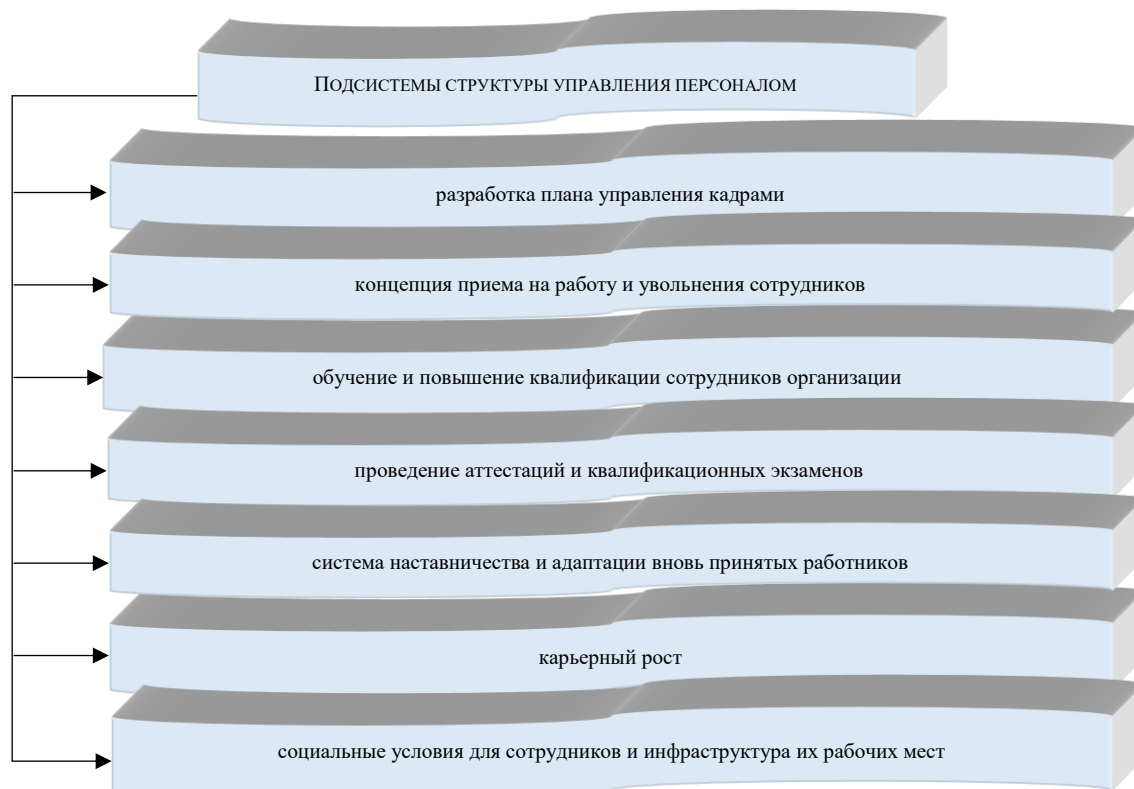 ПОДСИСТЕМЫ СТРУКТУРЫ УПРАВЛЕНИЯ ПЕРСОНАЛОМ
разработка плана управления кадрами
концепция приема на работу и увольнения сотрудников
обучение и повышение квалификации сотрудников организации
проведение аттестаций и квалификационных экзаменов
система наставничества и адаптации вновь принятых работников
карьерный рост
социальные условия для сотрудников и инфраструктура их рабочих мест